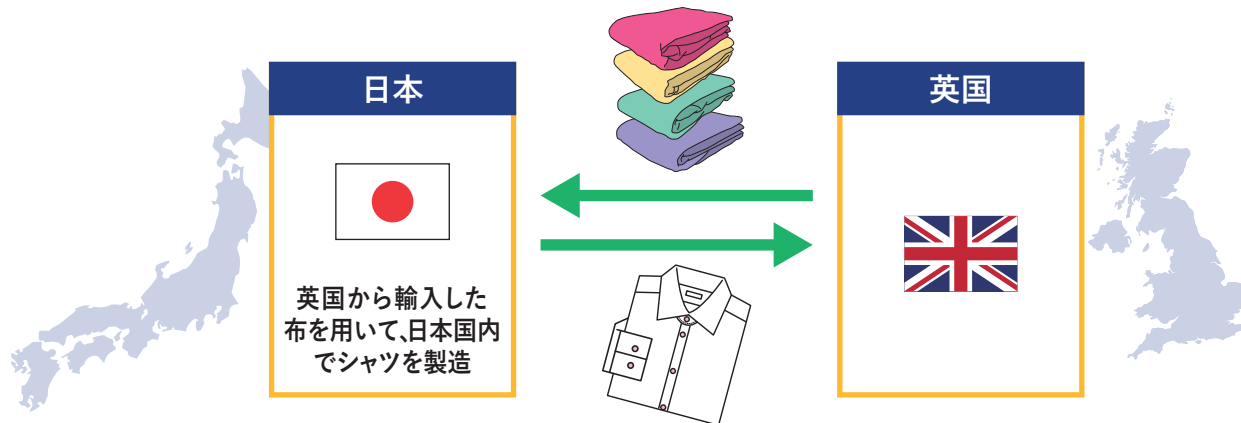 日本
英国から輸入した
布を用いて、日本国内
でシャツを製造
英国